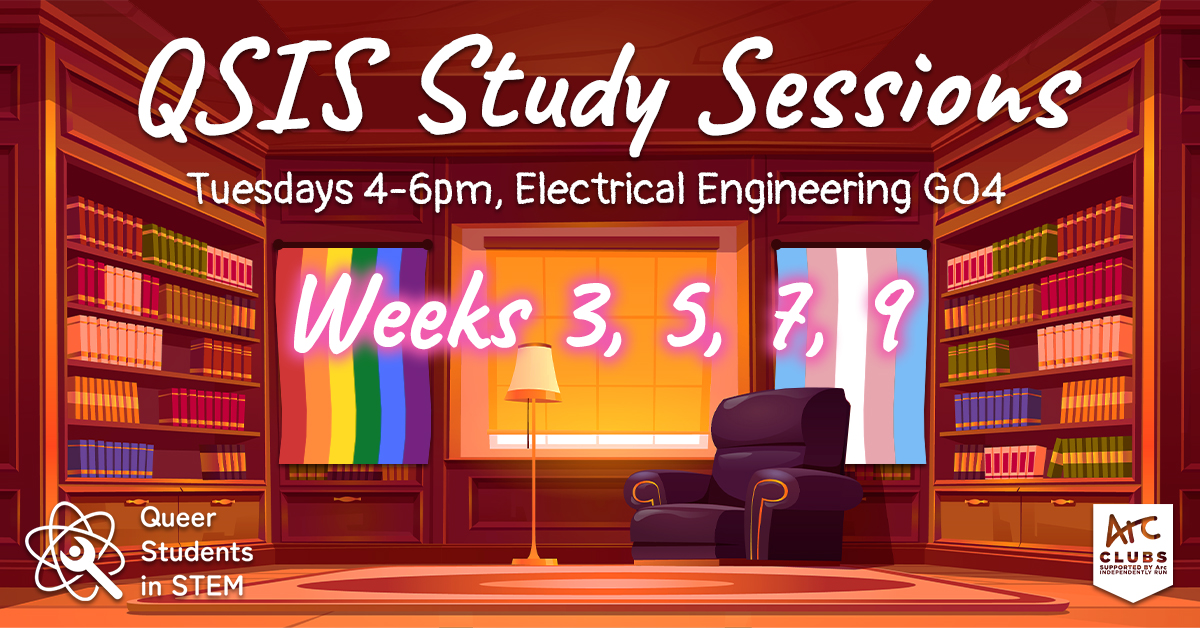 QSIS Study Sessions
Tuesdays 4-6pm, Electrical Engineering G04
Weeks 3, 5, 7, 9
Queer
Students
in STEM
Arc
CLUBS
SUPPORTED BY Arc
INDEPENDENTLY RUN